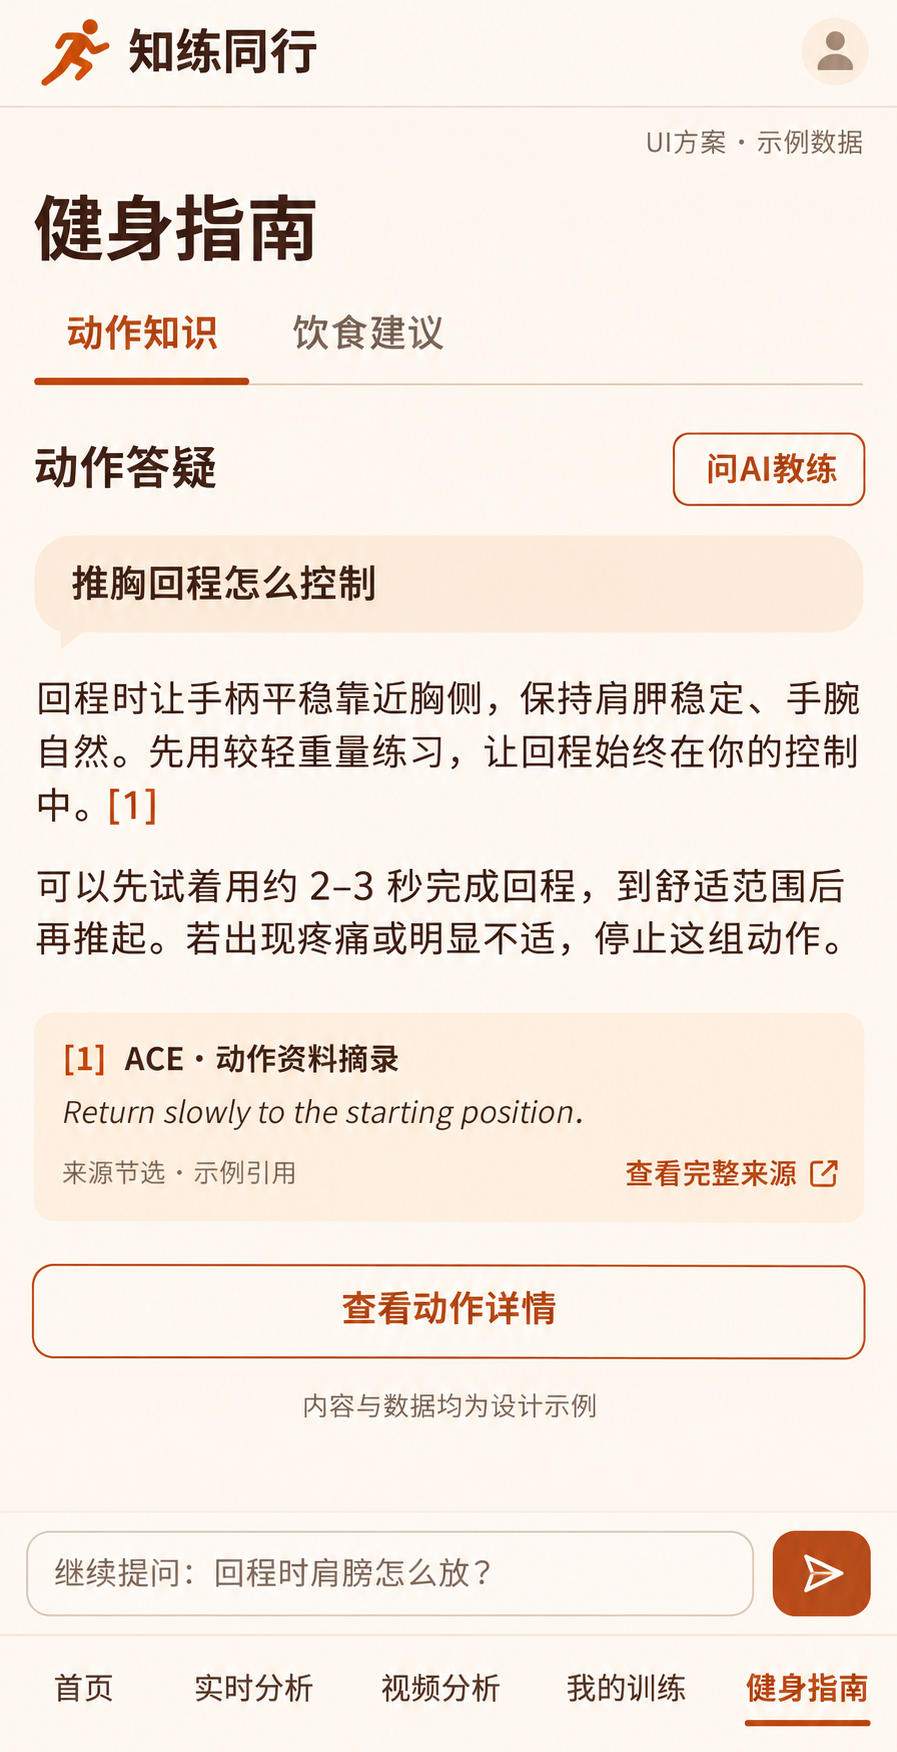 知练同行
UI方案·示例数据
健身指南
动作知识
饮食建议
动作答疑
问AI教练
推胸回程怎么控制
回程时让手柄平稳靠近胸侧，保持肩胛稳定、手腕
自然。先用较轻重量练习，让回程始终在你的控制
中。[1]
可以先试着用约 2–3 秒完成回程，到舒适范围后
再推起。若出现疼痛或明显不适，停止这组动作。
[1] ACE·动作资料摘录
Return slowly to the starting position.
来源节选·示例引用
查看完整来源
查看动作详情
内容与数据均为设计示例
继续提问：回程时肩膀怎么放？
首页
实时分析
视频分析
我的训练
健身指南